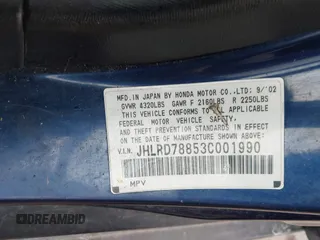 MFD. IN JAPAN BY HONDA MOTOR CO.,LTD: 9/'02
GVWR 4320LBS GAWR F 2160LBS R 2250LBS
THIS VEHICLE CONFORMS TO ALL APPLICABLE
FEDERAL MOTOR VEHICLE SAFETY
AND THEFT PREVENTION STANDARDS IN EFFECT
ON THE DATE OF MANUFACTURE SHOWN ABOVE.
V.I.N. JHLRD78853C001990
MPV
DREAMBID